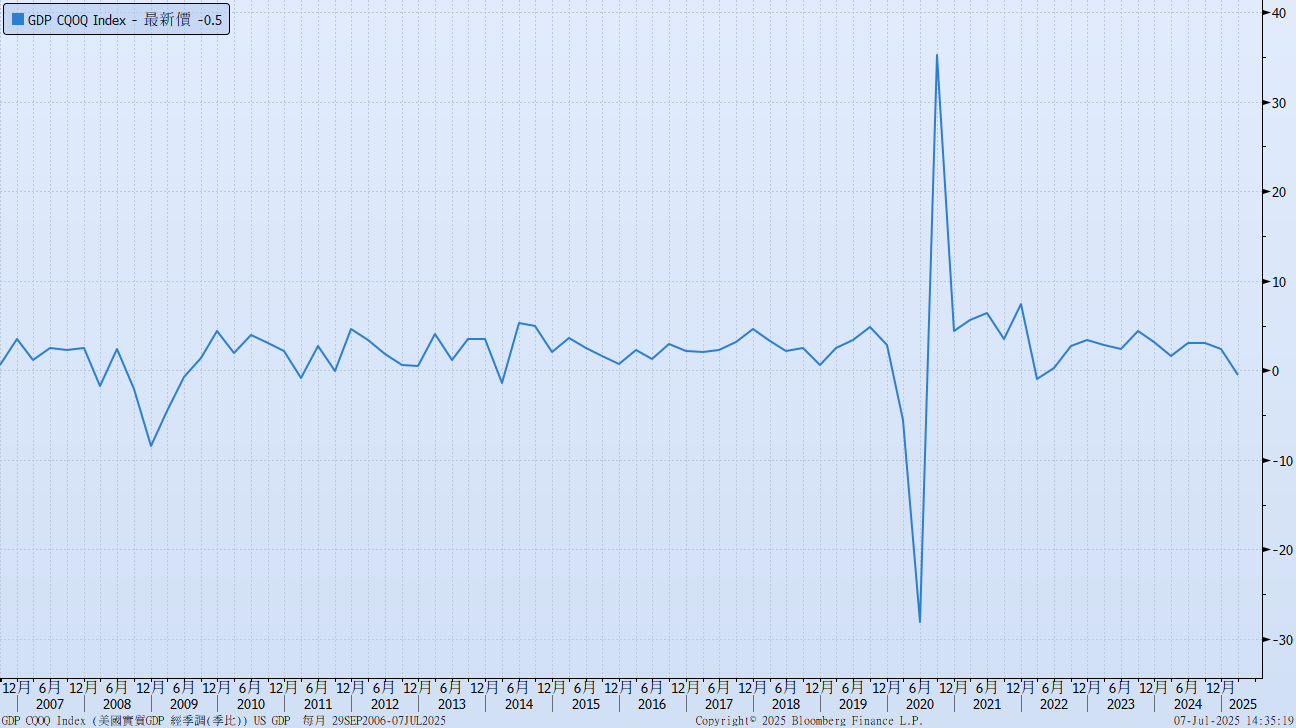 GDP CQOQ Index - 最新價 -0.5
40
30
20
10
0
-10
-20
-30
12月 6月 12月 6月 12月 6月 12月 6月 12月 6月 12月 6月 12月 6月 12月 6月 12月 6月 12月 6月 12月 6月 12月 6月 12月 6月 12月 6月 12月 6月 12月 6月 12月 6月 12月 6月 12月
2007 2008 2009 2010 2011 2012 2013 2014 2015 2016 2017 2018 2019 2020 2021 2022 2023 2024 2025
GDP CQOQ Index (美國實質GDP 經季調(季比)) US GDP 每月 29SEP2006-07JUL2025 Copyright© 2025 Bloomberg Finance L.P. 07-Jul-2025 14:35:19